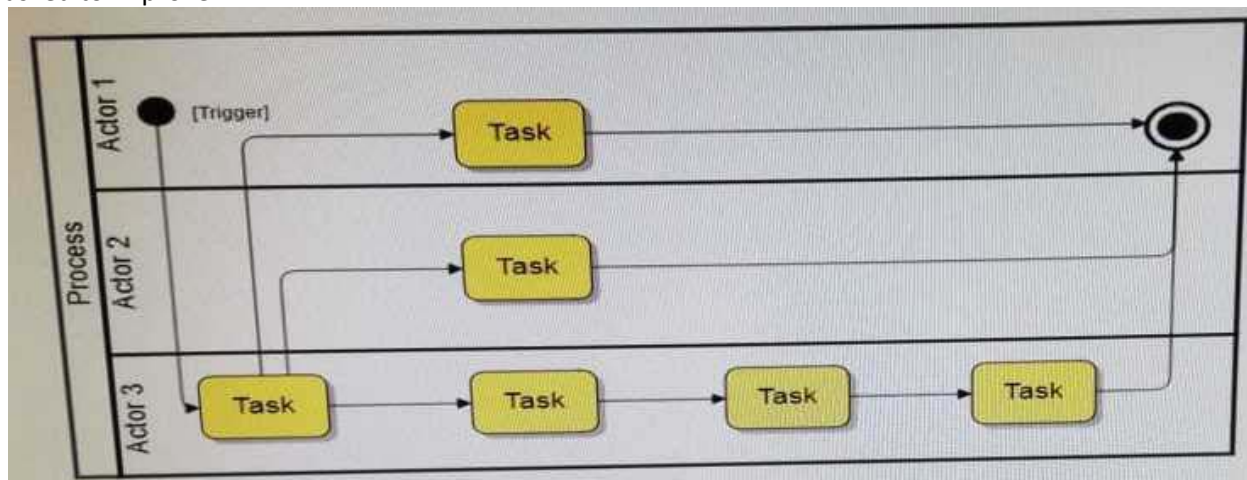 Process
Actor 1
[Trigger]
Task
Actor 2
Task
Actor 3
Task
Task
Task
Task